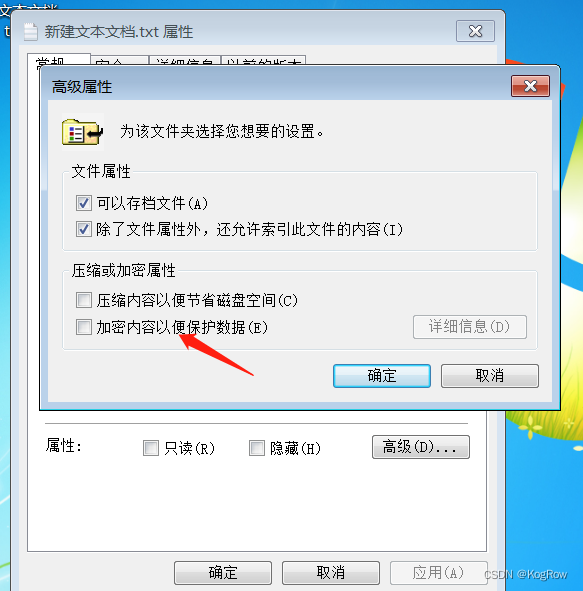 文本文档
新建文本文档.txt 属性
常规 安全 详细信息 以前的版本
高级属性
为该文件夹选择您想要的设置。
文件属性
可以存档文件(A)
除了文件属性外，还允许索引此文件的内容(I)
压缩或加密属性
压缩内容以便节省磁盘空间(C)
加密内容以便保护数据(E)
详细信息(D)
确定 取消
属性: 只读(R) 隐藏(H) 高级(D)...
确定 取消 应用(A)
CSDN @KogRow